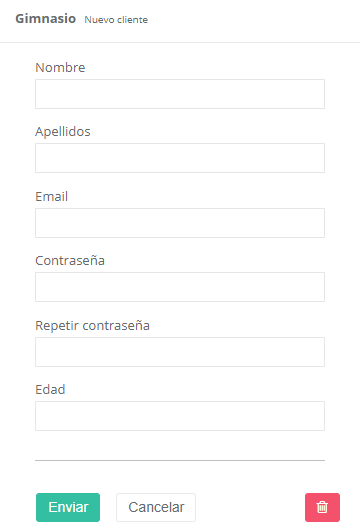 Gimnasio Nuevo cliente
Nombre
Apellidos
Email
Contraseña
Repetir contraseña
Edad
Enviar Cancelar